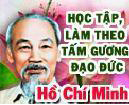 HỌC TẬP,
LÀM THEO
TẤM GƯƠNG
ĐẠO ĐỨC
Hồ Chí Minh